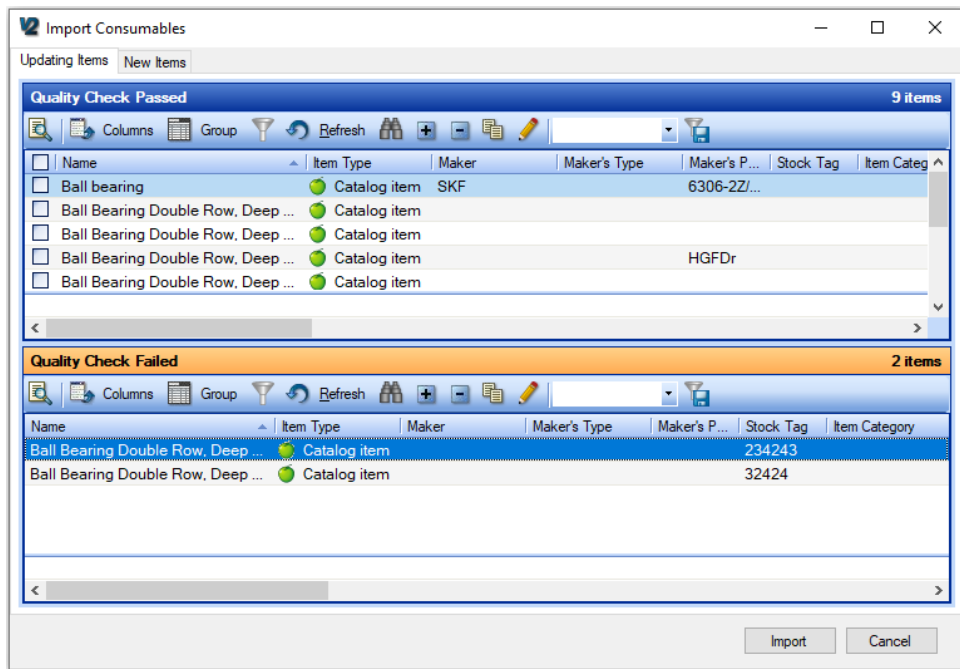 V2 Import Consumables
Updating Items New Items
Quality Check Passed 9 items
Columns Group Refresh
Name Item Type Maker Maker's Type Maker's P... Stock Tag Item Categ
Ball bearing Catalog item SKF 6306-2Z/...
Ball Bearing Double Row, Deep ... Catalog item
Ball Bearing Double Row, Deep ... Catalog item
Ball Bearing Double Row, Deep ... Catalog item HGFDr
Ball Bearing Double Row, Deep ... Catalog item
Quality Check Failed 2 items
Columns Group Refresh
Name Item Type Maker Maker's Type Maker's P... Stock Tag Item Category
Ball Bearing Double Row, Deep ... Catalog item 234243
Ball Bearing Double Row, Deep ... Catalog item 32424
Import Cancel